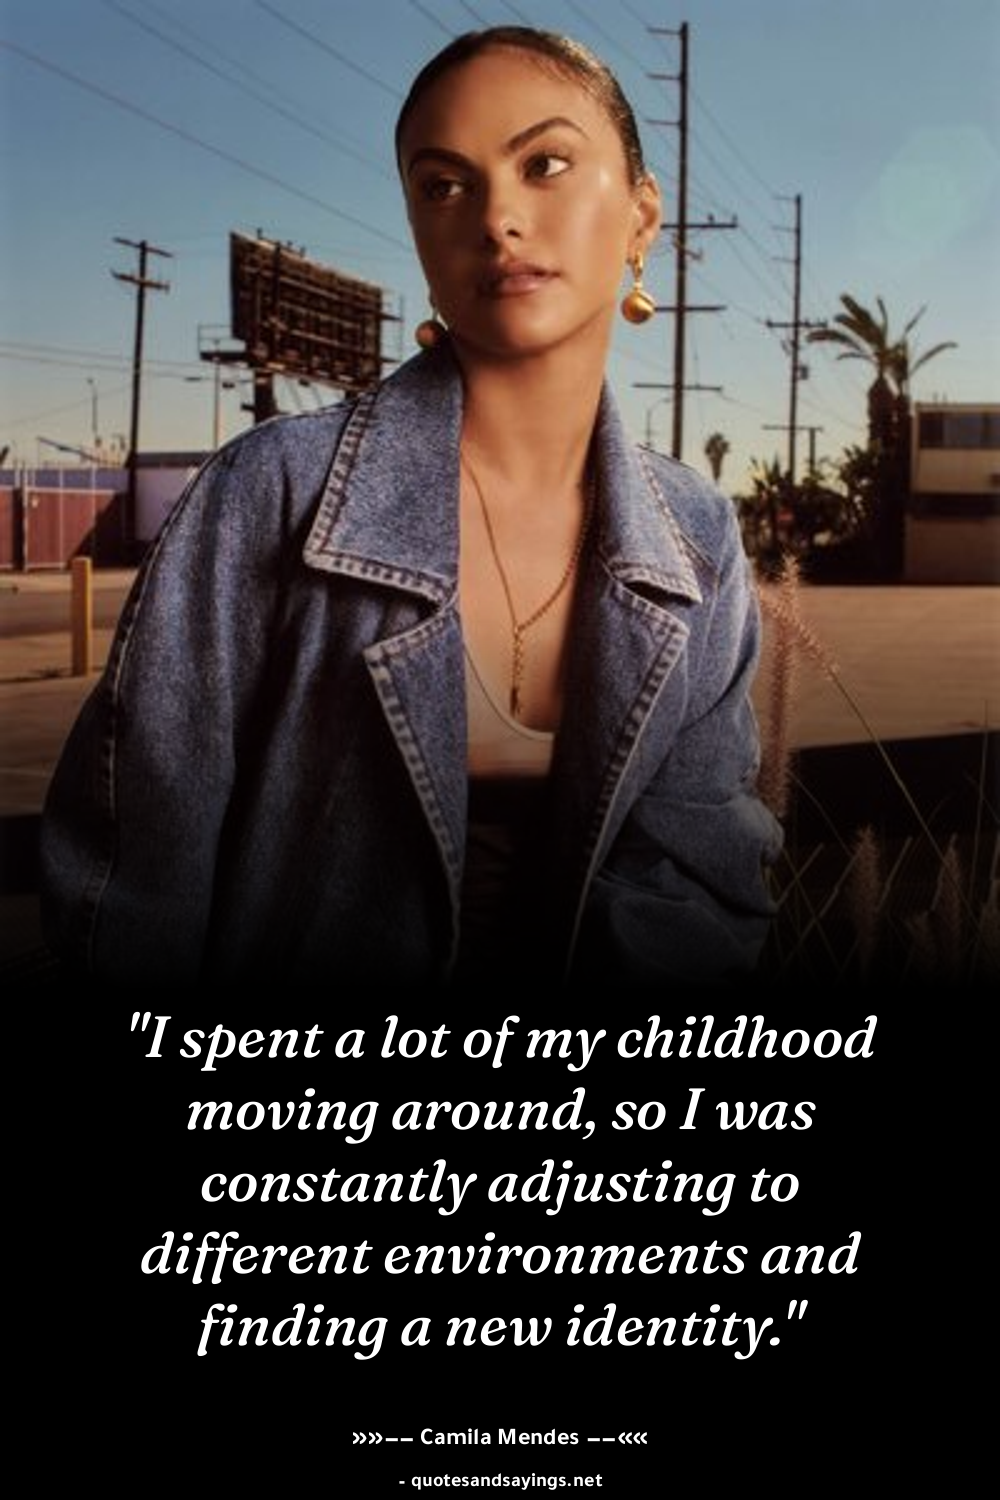 "I spent a lot of my childhood
moving around, so I was
constantly adjusting to
different environments and
finding a new identity."
»»–– Camila Mendes ––««
- quotesandsayings.net